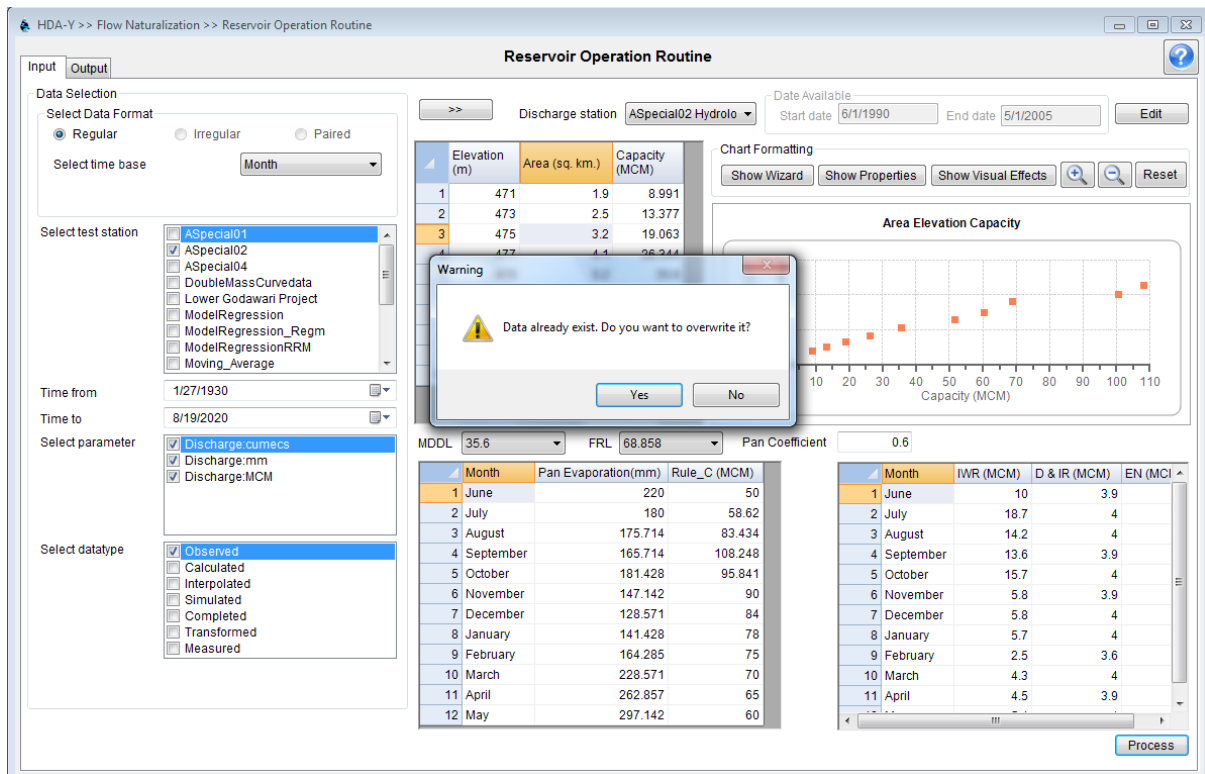 HDA-Y >> Flow Naturalization >> Reservoir Operation Routine
Reservoir Operation Routine
Input Output
Data Selection
Select Data Format
Regular Irregular Paired
Select time base Month
Select test station
ASpecial01
ASpecial02
ASpecial04
DoubleMassCurvedata
Lower Godawari Project
ModelRegression
ModelRegression_Regm
ModelRegressionRRM
Moving_Average
Time from 1/27/1930
Time to 8/19/2020
Select parameter
Discharge:cumecs
Discharge:mm
Discharge:MCM
Select datatype
Observed
Calculated
Interpolated
Simulated
Completed
Transformed
Measured
>> Discharge station ASpecial02 Hydrolo
Date Available
Start date 6/1/1990 End date 5/1/2005 Edit
Elevation (m) Area (sq. km.) Capacity (MCM)
1 471 1.9 8.991
2 473 2.5 13.377
3 475 3.2 19.063
4 477 4.1 26.344
Chart Formatting
Show Wizard Show Properties Show Visual Effects Reset
Area Elevation Capacity
10 20 30 40 50 60 70 80 90 100 110
Capacity (MCM)
Warning
Data already exist. Do you want to overwrite it?
Yes No
MDDL 35.6 FRL 68.858 Pan Coefficient 0.6
Month Pan Evaporation(mm) Rule_C (MCM)
1 June 220 50
2 July 180 58.62
3 August 175.714 83.434
4 September 165.714 108.248
5 October 181.428 95.841
6 November 147.142 90
7 December 128.571 84
8 January 141.428 78
9 February 164.285 75
10 March 228.571 70
11 April 262.857 65
12 May 297.142 60
Month IWR (MCM) D & IR (MCM) EN (MCI
1 June 10 3.9
2 July 18.7 4
3 August 14.2 4
4 September 13.6 3.9
5 October 15.7 4
6 November 5.8 3.9
7 December 5.8 4
8 January 5.7 4
9 February 2.5 3.6
10 March 4.3 4
11 April 4.5 3.9
Process